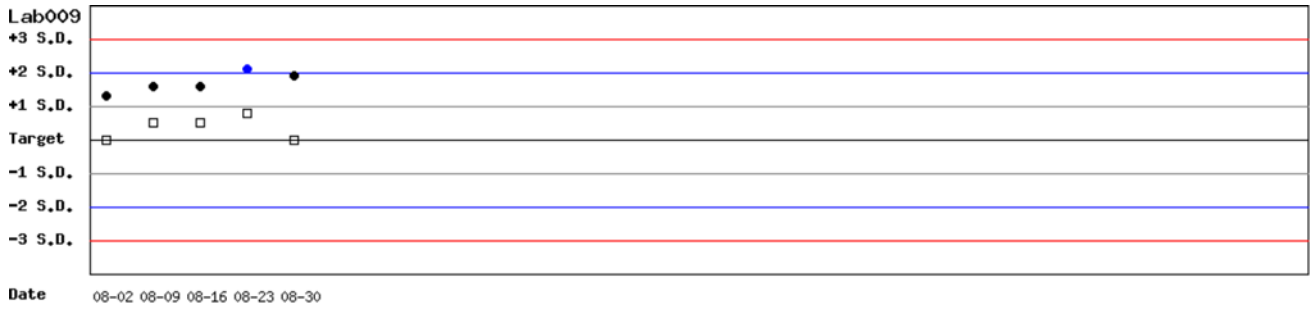 Lab009
+3 S.D.
+2 S.D.
+1 S.D.
Target
-1 S.D.
-2 S.D.
-3 S.D.
Date 08-02 08-09 08-16 08-23 08-30